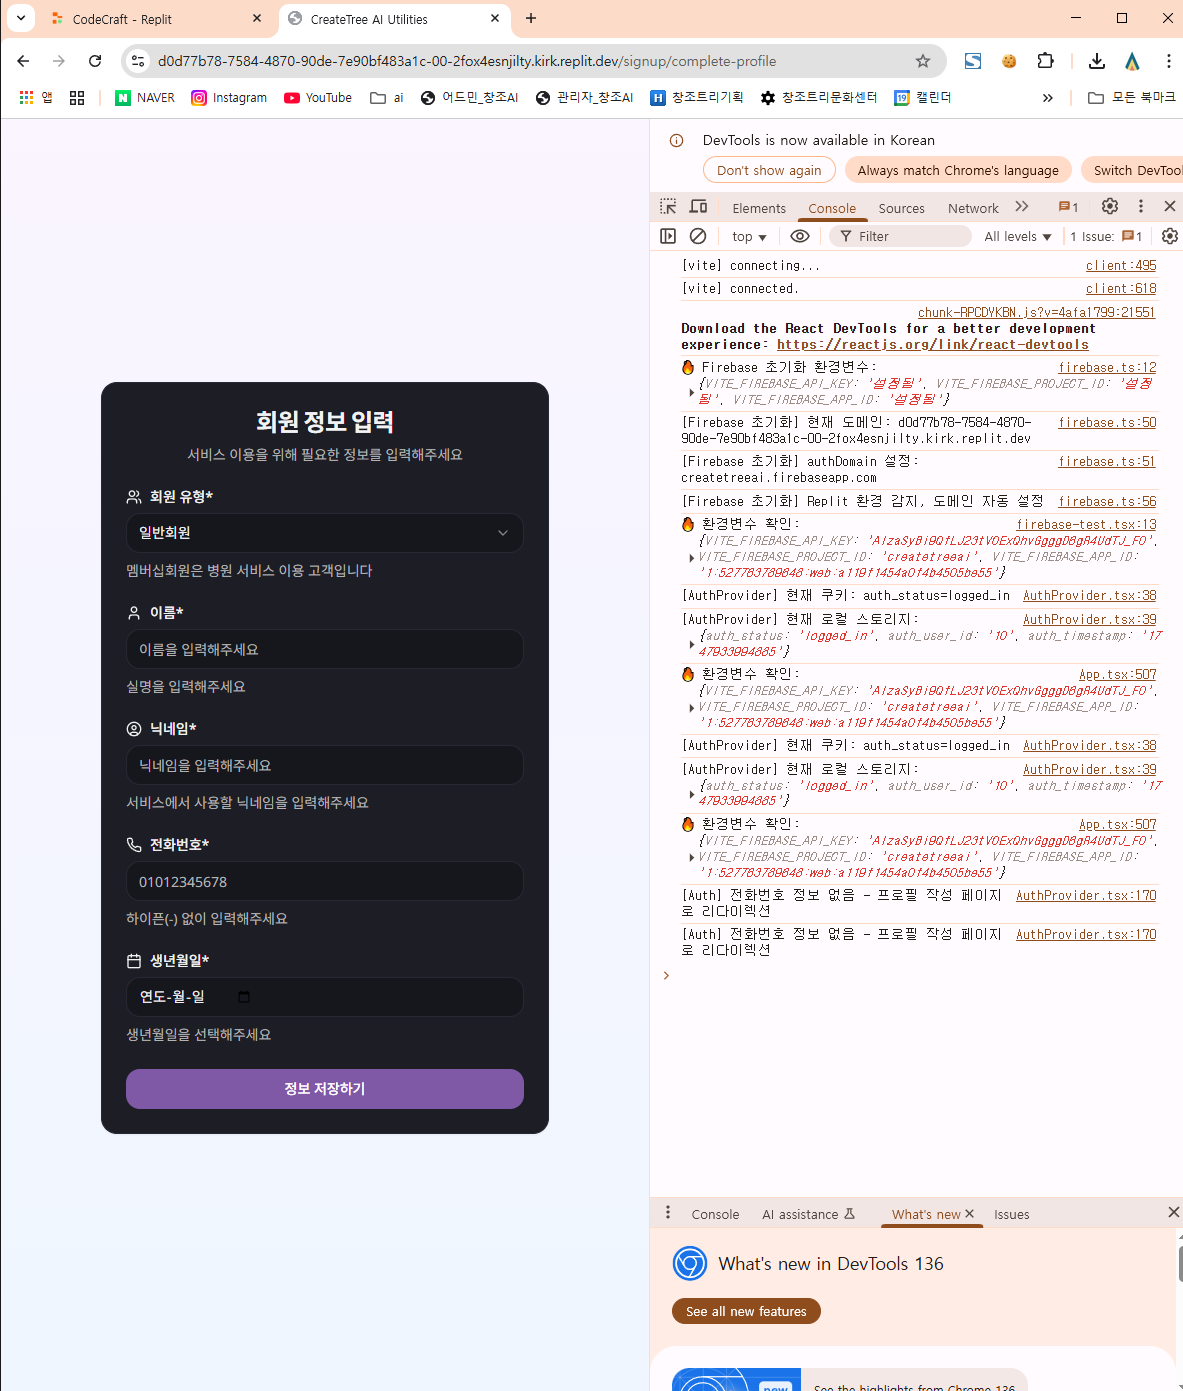 CodeCraft - Replit
CreateTree AI Utilities
d0d77b78-7584-4870-90de-7e90bf483a1c-00-2fox4esnjilty.kirk.replit.dev/signup/complete-profile
앱
NAVER
Instagram
YouTube
ai
어드민_창조AI
관리자_창조AI
창조트리기획
창조트리문화센터
19 캘린더
모든 북마크
회원 정보 입력
서비스 이용을 위해 필요한 정보를 입력해주세요
회원 유형*
일반회원
멤버십회원은 병원 서비스 이용 고객입니다
이름*
이름을 입력해주세요
실명을 입력해주세요
닉네임*
닉네임을 입력해주세요
서비스에서 사용할 닉네임을 입력해주세요
전화번호*
01012345678
하이픈(-) 없이 입력해주세요
생년월일*
연도-월-일
생년월일을 선택해주세요
정보 저장하기
DevTools is now available in Korean
Don't show again
Always match Chrome's language
Switch DevTool
Elements Console Sources Network 1
top Filter All levels 1 Issue: 1
[vite] connecting... client:495
[vite] connected. client:618
chunk-RPCDYKBN.js?v=4afa1799:21551
Download the React DevTools for a better development
experience: https://reactjs.org/link/react-devtools
Firebase 초기화 환경변수: firebase.ts:12
{VITE_FIREBASE_API_KEY: '설정됨', VITE_FIREBASE_PROJECT_ID: '설정
됨', VITE_FIREBASE_APP_ID: '설정됨'}
[Firebase 초기화] 현재 도메인: d0d77b78-7584-4870- firebase.ts:50
90de-7e90bf483a1c-00-2fox4esnjilty.kirk.replit.dev
[Firebase 초기화] authDomain 설정: firebase.ts:51
createtreeai.firebaseapp.com
[Firebase 초기화] Replit 환경 감지, 도메인 자동 설정 firebase.ts:56
환경변수 확인: firebase-test.tsx:13
{VITE_FIREBASE_API_KEY: 
VITE_FIREBASE_PROJECT_ID: 'createtreeai', VITE_FIREBASE_APP_ID:
'1:527763789648:web:a119f1454a0f4b4505be55'}
[AuthProvider] 현재 쿠키: auth_status=logged_in AuthProvider.tsx:38
[AuthProvider] 현재 로컬 스토리지: AuthProvider.tsx:39
{auth_status: 'logged_in', auth_user_id: '10', auth_timestamp: '17
47933994885'}
환경변수 확인: App.tsx:507
{VITE_FIREBASE_API_KEY: 
VITE_FIREBASE_PROJECT_ID: 'createtreeai', VITE_FIREBASE_APP_ID:
'1:527763789648:web:a119f1454a0f4b4505be55'}
[AuthProvider] 현재 쿠키: auth_status=logged_in AuthProvider.tsx:38
[AuthProvider] 현재 로컬 스토리지: AuthProvider.tsx:39
{auth_status: 'logged_in', auth_user_id: '10', auth_timestamp: '17
47933994885'}
환경변수 확인: App.tsx:507
{VITE_FIREBASE_API_KEY: 
VITE_FIREBASE_PROJECT_ID: 'createtreeai', VITE_FIREBASE_APP_ID:
'1:527763789648:web:a119f1454a0f4b4505be55'}
[Auth] 전화번호 정보 없음 - 프로필 작성 페이지 AuthProvider.tsx:170
로 리다이렉션
[Auth] 전화번호 정보 없음 - 프로필 작성 페이지 AuthProvider.tsx:170
로 리다이렉션
Console AI assistance What's new Issues
What's new in DevTools 136
See all new features
new
See the highlights from Chrome 136